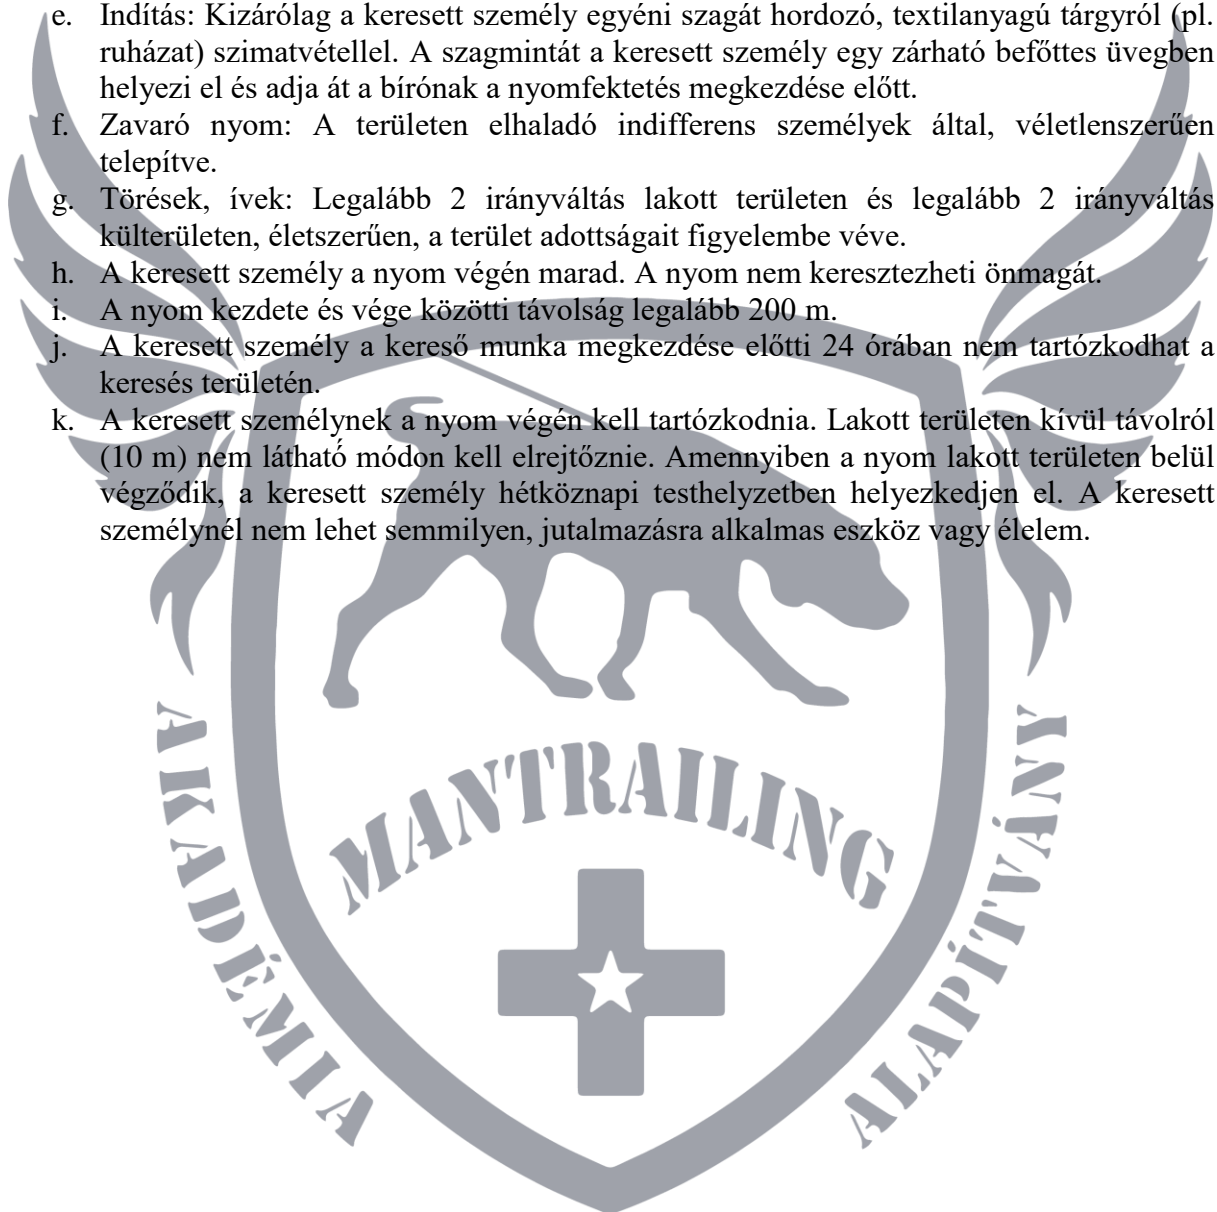 e. Indítás: Kizárólag a keresett személy egyéni szagát hordozó, textilanyagú tárgyról (pl.
ruházat) szimatvétellel. A szagmintát a keresett személy egy zárható befőttes üvegben
helyezi el és adja át a bírónak a nyomfektetés megkezdése előtt.
f. Zavaró nyom: A területen elhaladó indifferens személyek által, véletlenszerűen
telepítve.
g. Törések, ívek: Legalább 2 irányváltás lakott területen és legalább 2 irányváltás
külterületen, életszerűen, a terület adottságait figyelembe véve.
h. A keresett személy a nyom végén marad. A nyom nem keresztezheti önmagát.
i. A nyom kezdete és vége közötti távolság legalább 200 m.
j. A keresett személy a kereső munka megkezdése előtti 24 órában nem tartózkodhat a
keresés területén.
k. A keresett személynek a nyom végén kell tartózkodnia. Lakott területen kívül távolról
(10 m) nem látható módon kell elrejtőznie. Amennyiben a nyom lakott területen belül
végződik, a keresett személy hétköznapi testhelyzetben helyezkedjen el. A keresett
személynél nem lehet semmilyen, jutalmazásra alkalmas eszköz vagy élelem.
MANTRAILING
AKADÉMIA
ALAPÍTVÁNY